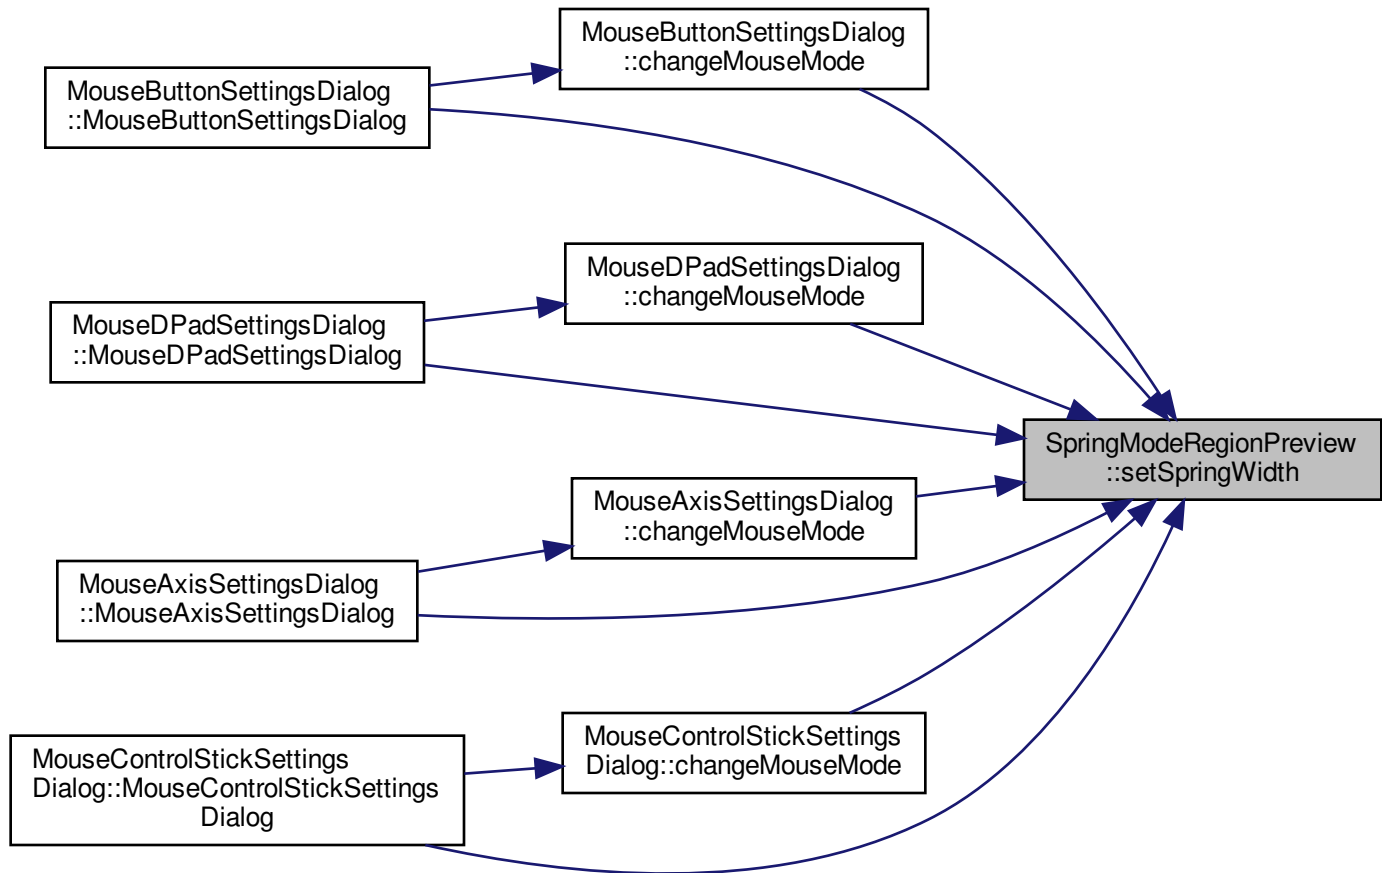 MouseButtonSettingsDialog
::changeMouseMode
MouseButtonSettingsDialog
::MouseButtonSettingsDialog
MouseDPadSettingsDialog
::changeMouseMode
MouseDPadSettingsDialog
::MouseDPadSettingsDialog
SpringModeRegionPreview
::setSpringWidth
MouseAxisSettingsDialog
::changeMouseMode
MouseAxisSettingsDialog
::MouseAxisSettingsDialog
MouseControlStickSettings
Dialog::changeMouseMode
MouseControlStickSettings
Dialog::MouseControlStickSettings
Dialog